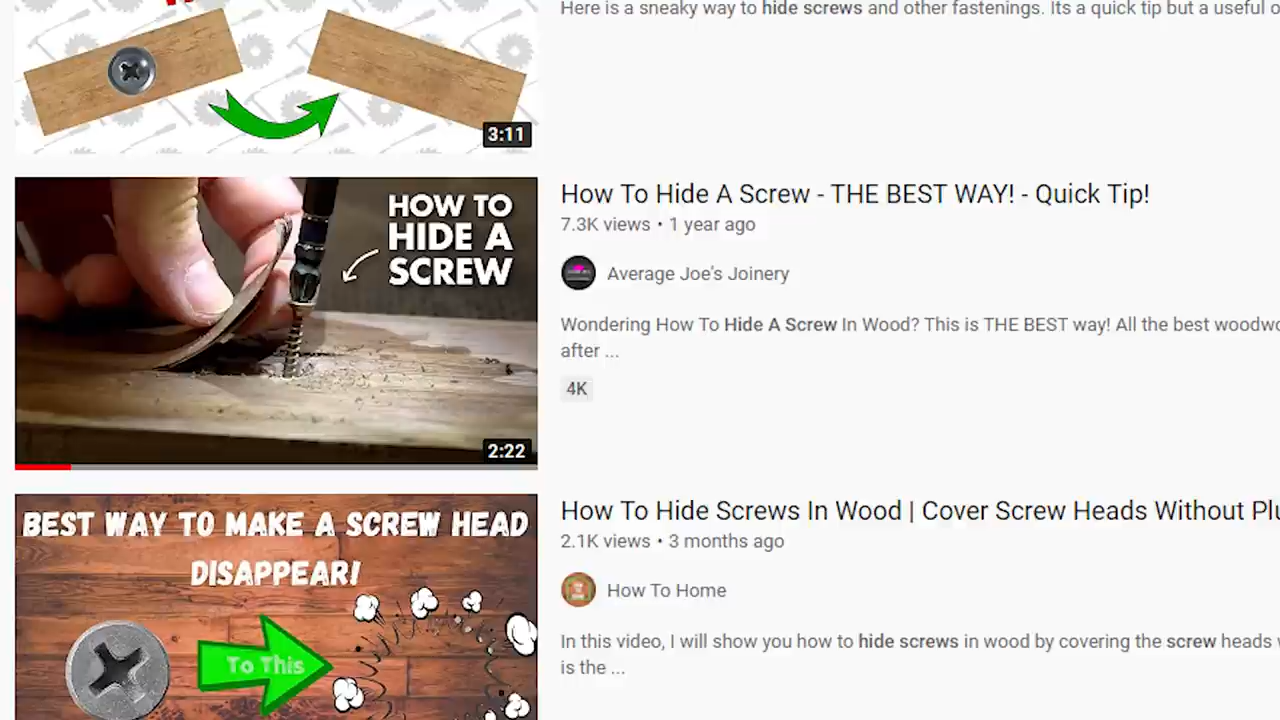 Here is a sneaky way to hide screws and other fastenings. Its a quick tip but a useful
3:11
HOW TO
HIDE A
SCREW
2:22
How To Hide A Screw - THE BEST WAY! - Quick Tip!
7.3K views • 1 year ago
Average Joe's Joinery
Wondering How To Hide A Screw In Wood? This is THE BEST way! All the best
after ...
4K
BEST WAY TO MAKE A SCREW HEAD
DISAPPEAR!
To This
How To Hide Screws In Wood | Cover Screw Heads Without
2.1K views • 3 months ago
How To Home
In this video, I will show you how to hide screws in wood by covering the screw heads
is the ...